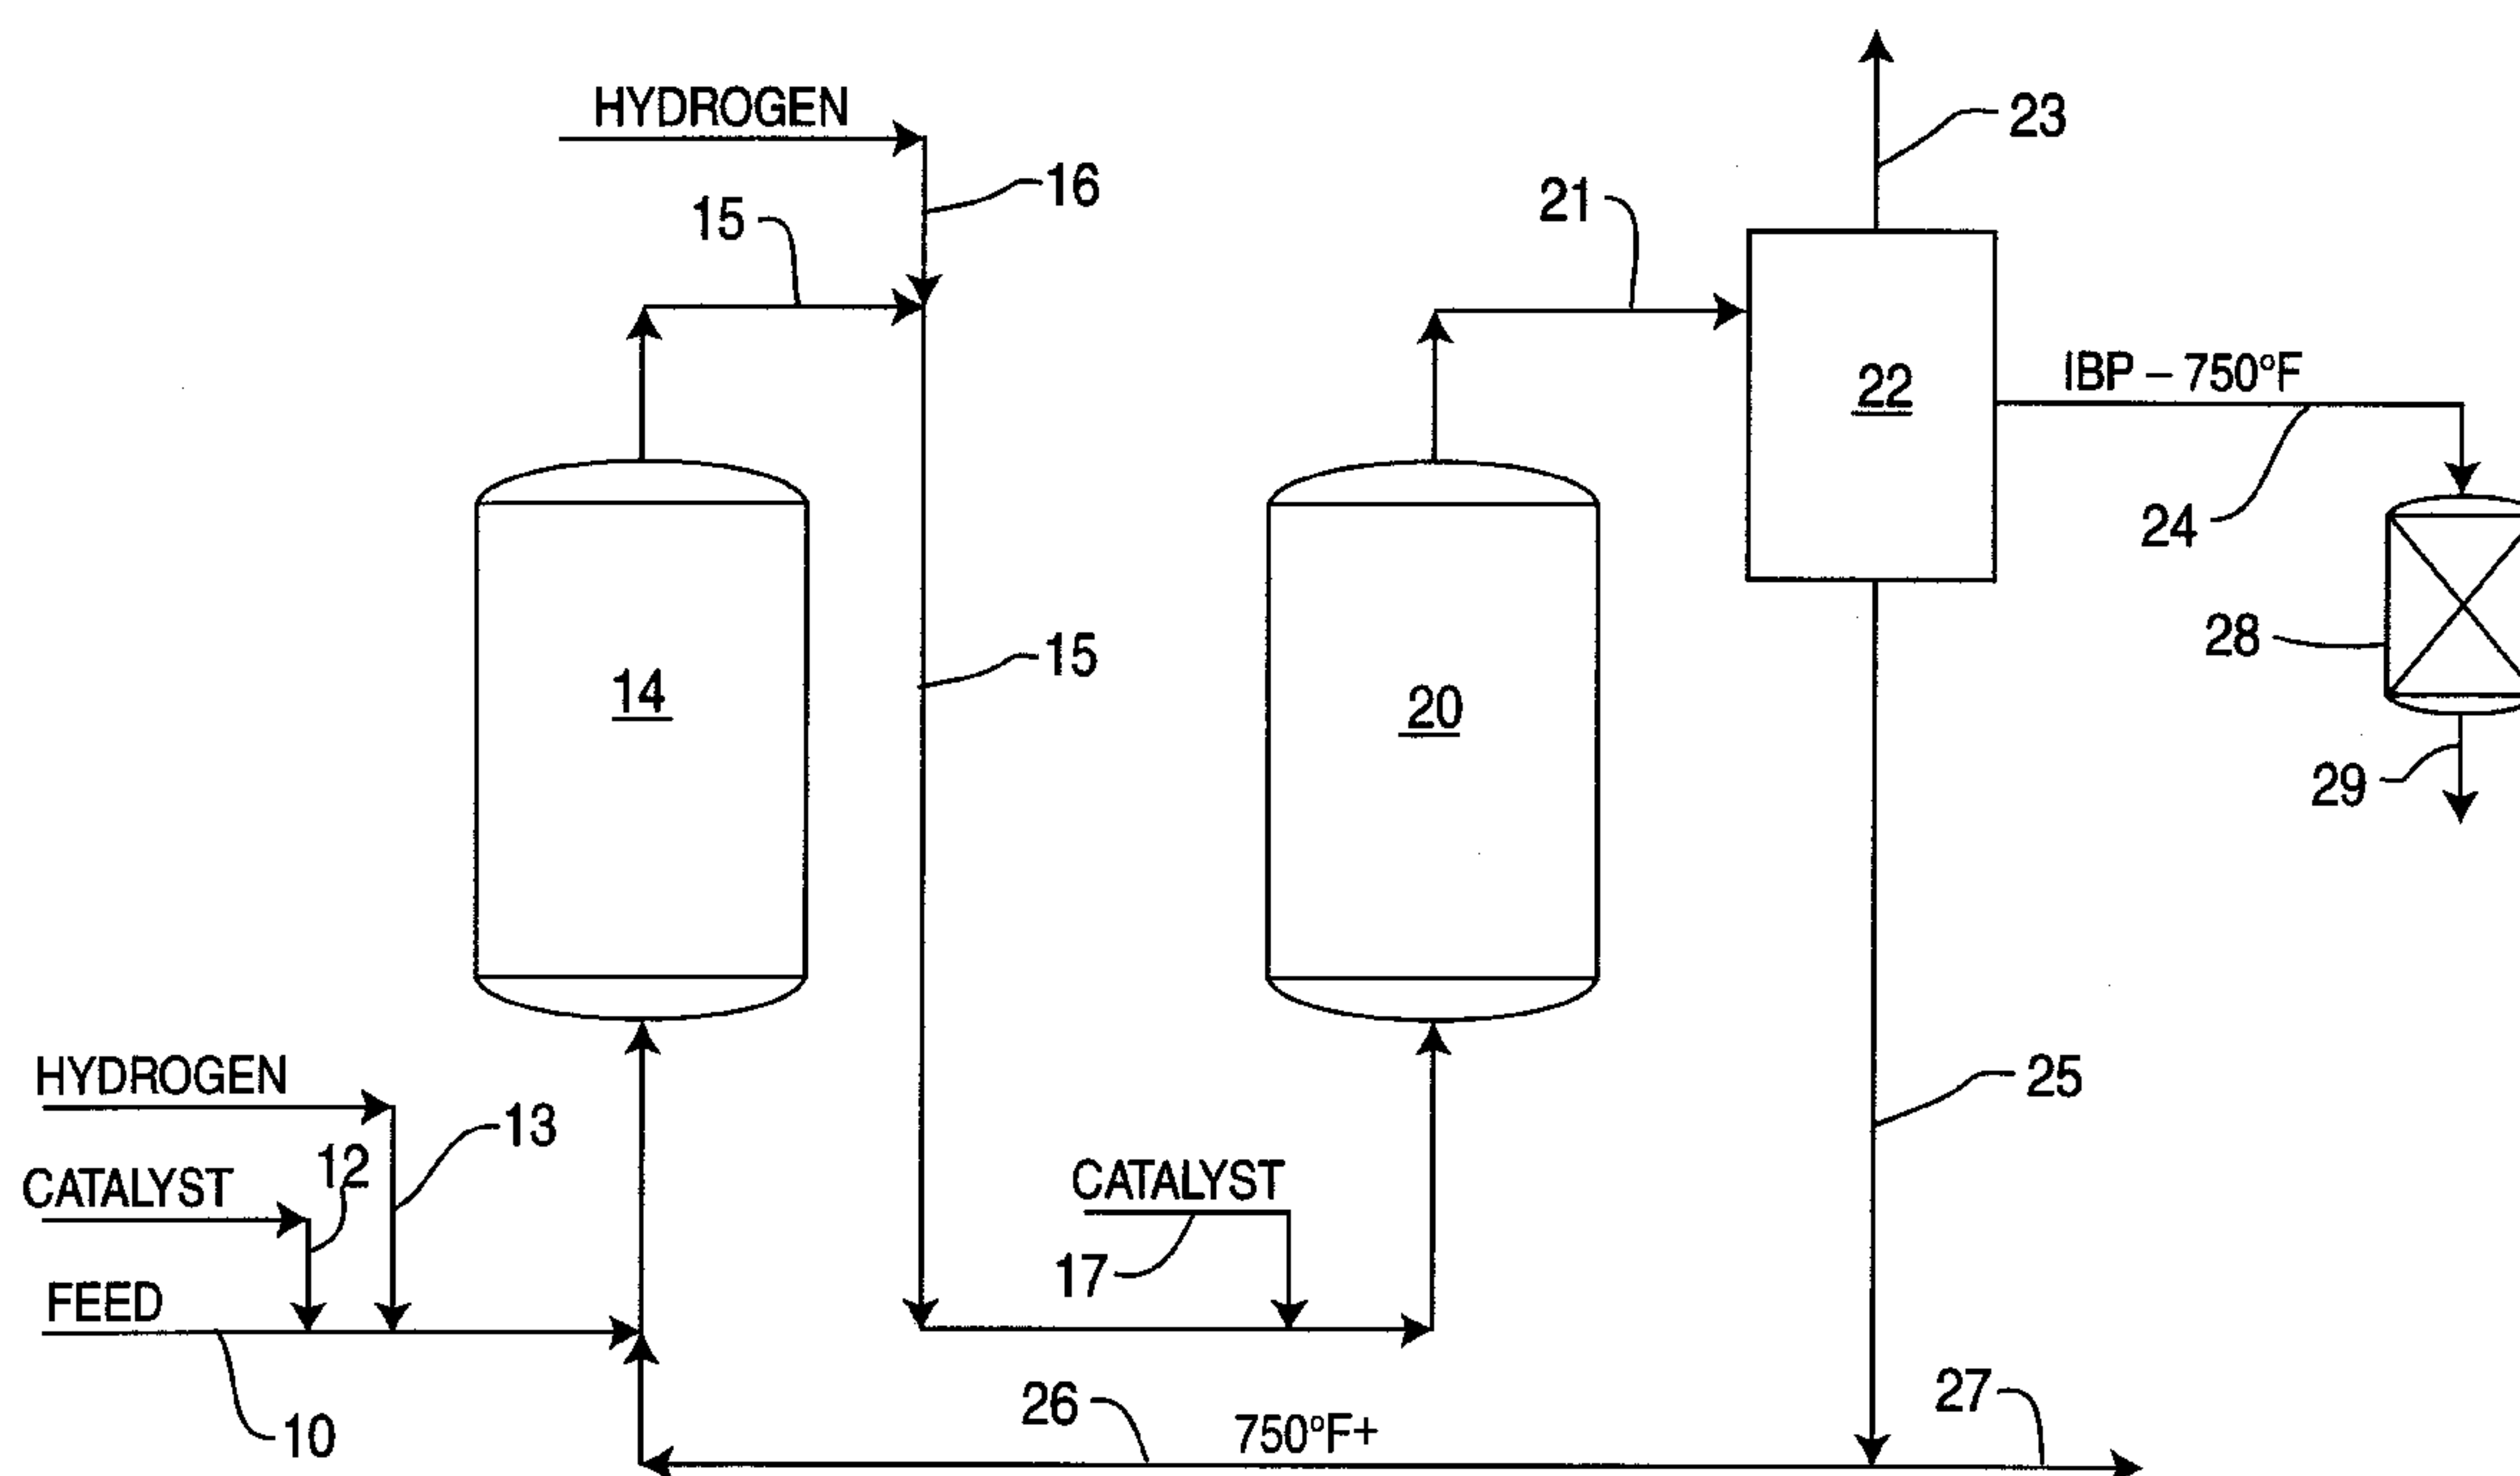 HYDROGEN
23
16
15
21
22
IBP – 750°F
24
28
15
14
20
29
HYDROGEN
13
25
12
CATALYST
CATALYST
17
FEED
10
26
750°F+
27